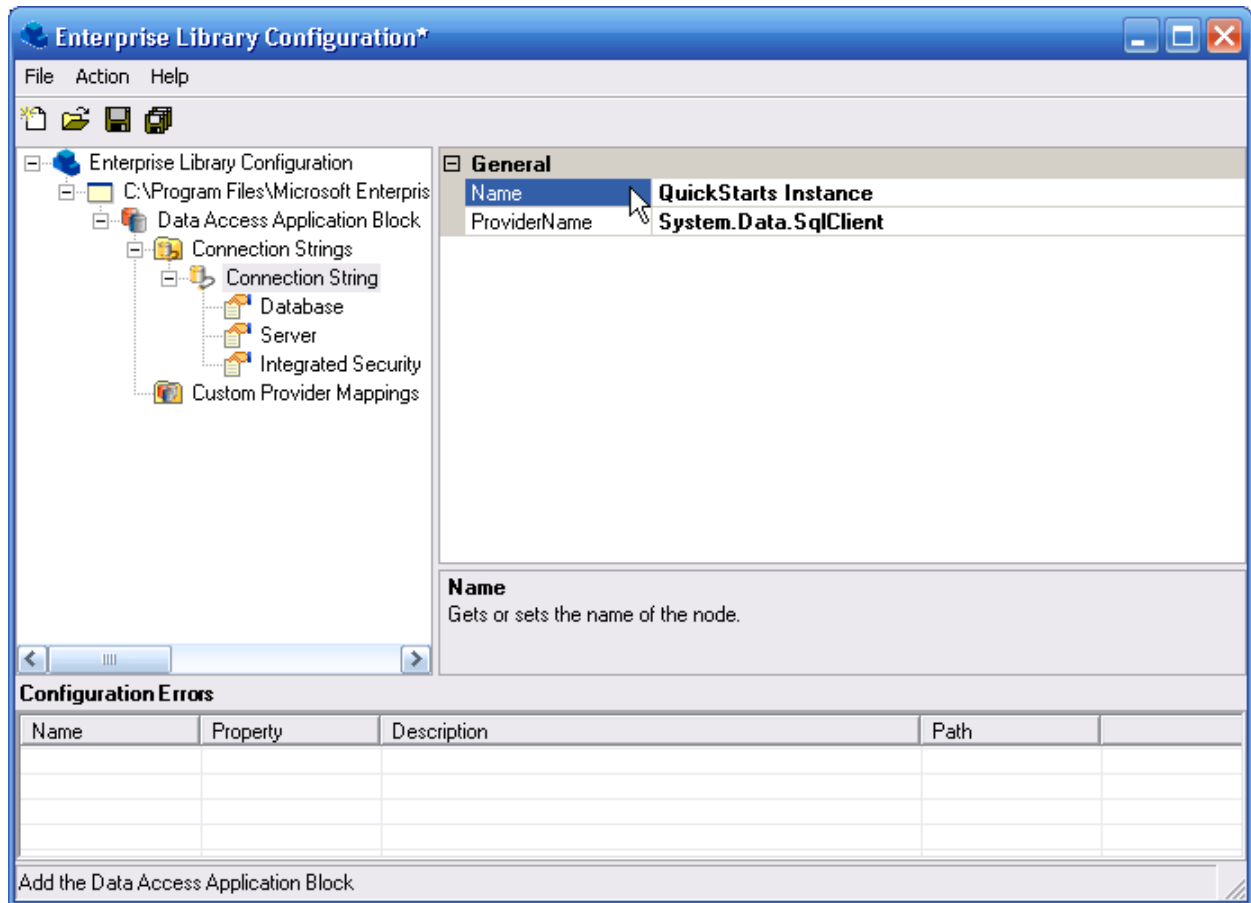 Enterprise Library Configuration*
File Action Help
Enterprise Library Configuration
C:\Program Files\Microsoft Enterpris
Data Access Application Block
Connection Strings
Connection String
Database
Server
Integrated Security
Custom Provider Mappings
General
Name QuickStarts Instance
ProviderName System.Data.SqlClient
Name
Gets or sets the name of the node.
Configuration Errors
Name Property Description Path
Add the Data Access Application Block